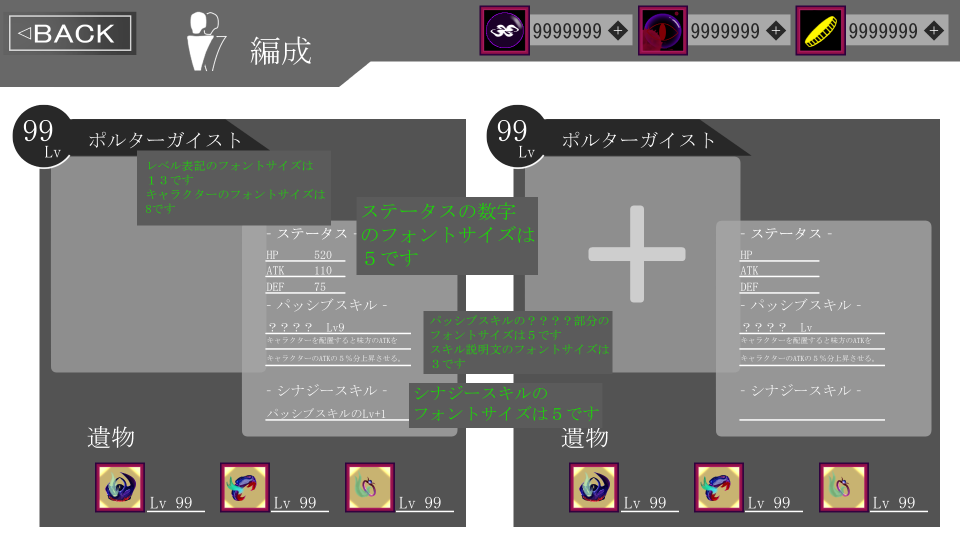 ◁BACK
編成
9999999
9999999
9999999
99
Lv
ポルターガイスト
レベル表記のフォントサイズは
１３です
キャラクターのフォントサイズは
8です
ステータスの数字
のフォントサイズは
５です
- ステータス -
HP 520
ATK 110
DEF 75
- パッシブスキル -
？？？？ Lv9
キャラクターを配置すると味方のATKを
キャラクターのATKの５％分上昇させる。
パッシブスキルの？？？？部分の
フォントサイズは５です
スキル説明文のフォントサイズは
３です
- シナジースキル -
パッシブスキルのLv+1
シナジースキルの
フォントサイズは５です
遺物
Lv 99
Lv 99
Lv 99
99
Lv
ポルターガイスト
- ステータス -
HP
ATK
DEF
- パッシブスキル -
？？？？ Lv
キャラクターを配置すると味方のATKを
キャラクターのATKの５％分上昇させる。
- シナジースキル -
遺物
Lv 99
Lv 99
Lv 99